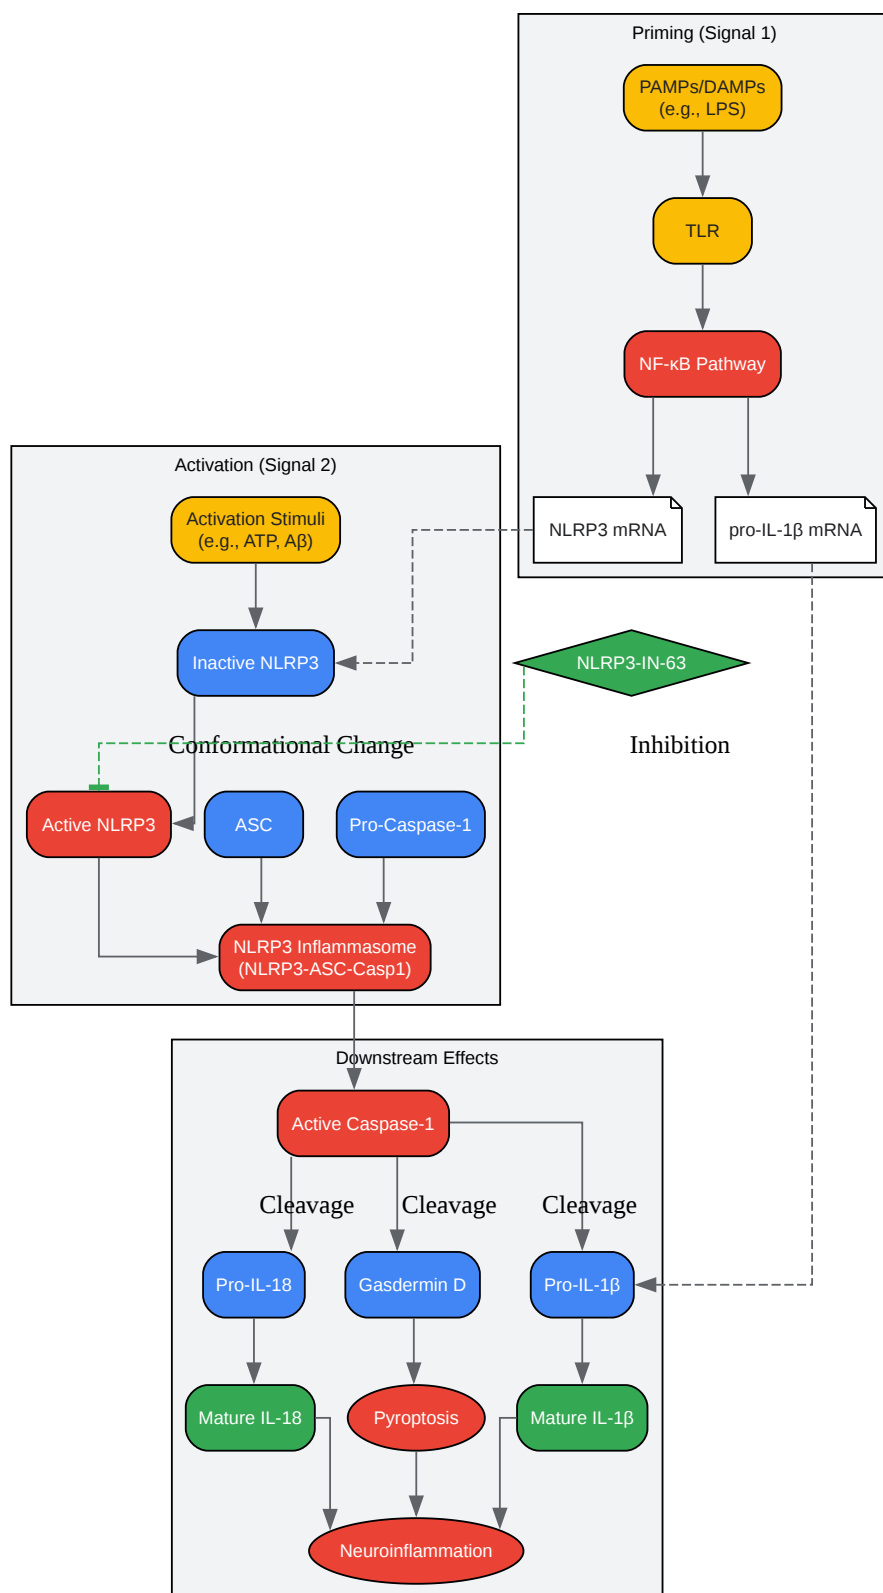 Priming (Signal 1)
PAMPs/DAMPs
(e.g., LPS)
TLR
NF-κB Pathway
NLRP3 mRNA
pro-IL-1β mRNA
Activation (Signal 2)
Activation Stimuli
(e.g., ATP, Aβ)
Inactive NLRP3
NLRP3-IN-63
Conformational Change
Inhibition
Active NLRP3
ASC
Pro-Caspase-1
NLRP3 Inflammasome
(NLRP3-ASC-Casp1)
Downstream Effects
Active Caspase-1
Cleavage
Cleavage
Cleavage
Pro-IL-18
Gasdermin D
Pro-IL-1β
Mature IL-18
Pyroptosis
Mature IL-1β
Neuroinflammation